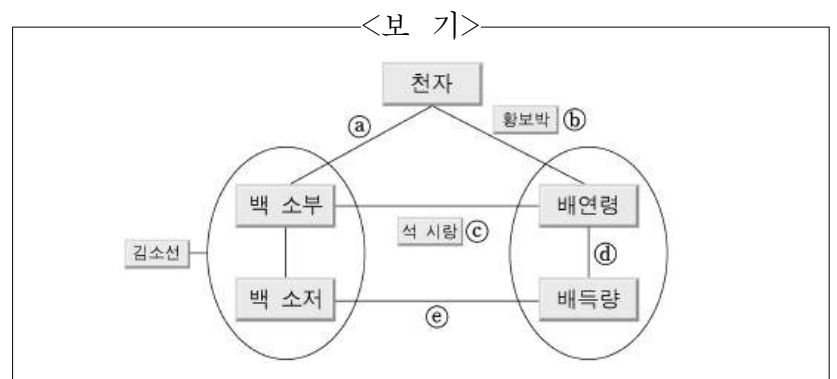 <보 기>
천자
ⓐ
황보박 ⓑ
백 소부
배연령
석 시랑 ⓒ
김소선
ⓓ
백 소저
배득량
ⓔ